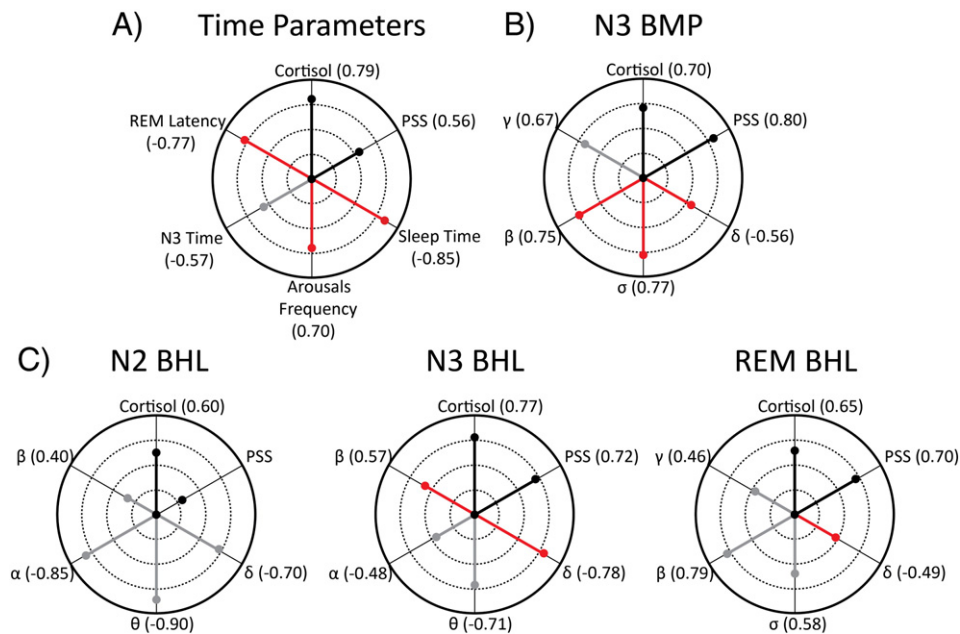 A) Time Parameters
Cortisol (0.79)
PSS (0.56)
REM Latency
(-0.77)
N3 Time
(-0.57)
Sleep Time
(-0.85)
Arousals
Frequency
(0.70)
B) N3 BMP
Cortisol (0.70)
PSS (0.80)
γ (0.67)
β (0.75)
δ (-0.56)
σ (0.77)
C) N2 BHL
Cortisol (0.60)
β (0.40)
PSS
α (-0.85)
δ (-0.70)
θ (-0.90)
N3 BHL
Cortisol (0.77)
β (0.57)
PSS (0.72)
α (-0.48)
δ (-0.78)
θ (-0.71)
REM BHL
Cortisol (0.65)
γ (0.46)
PSS (0.70)
β (0.79)
δ (-0.49)
σ (0.58)